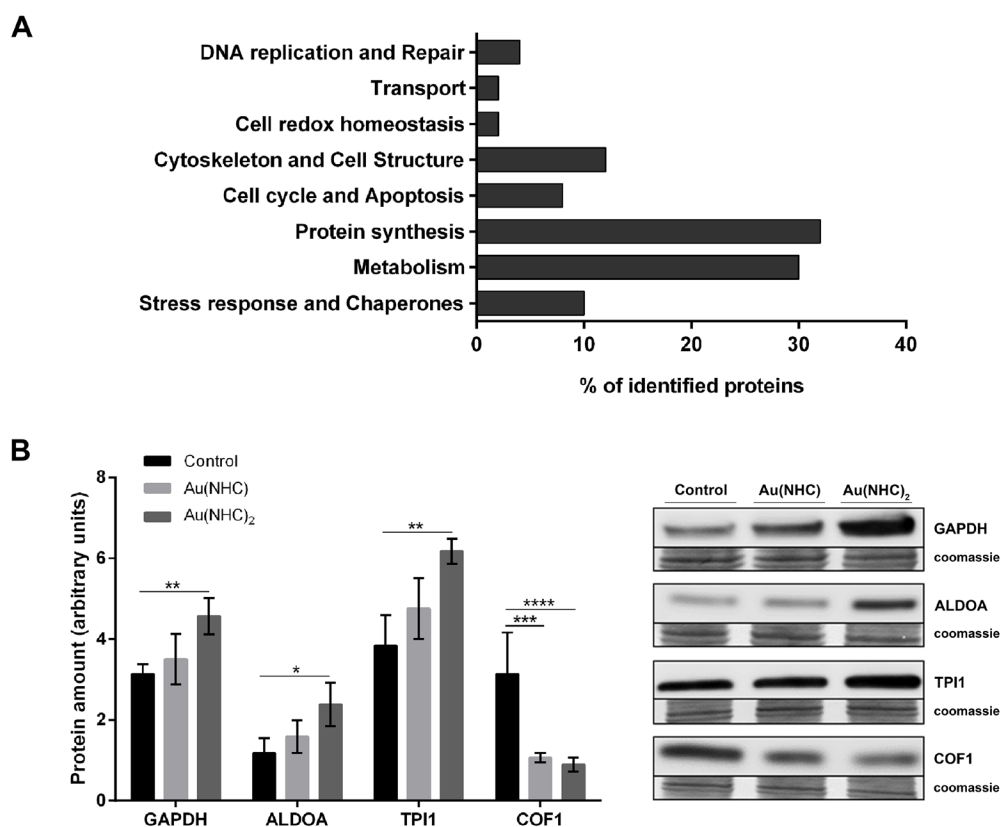 A
DNA replication and Repair
Transport
Cell redox homeostasis
Cytoskeleton and Cell Structure
Cell cycle and Apoptosis
Protein synthesis
Metabolism
Stress response and Chaperones
0 10 20 30 40
% of identified proteins
B
Control
Au(NHC)
Au(NHC)₂
Protein amount (arbitrary units)
8
6
4
2
0
**
*
**
****
***
GAPDH ALDOA TPI1 COF1
Control Au(NHC) Au(NHC)₂
GAPDH
coomassie
ALDOA
coomassie
TPI1
coomassie
COF1
coomassie